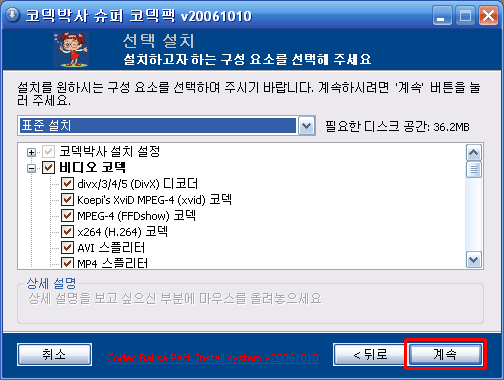 코덱박사 슈퍼 코덱팩 v20061010
선택 설치
설치하고자 하는 구성 요소를 선택해 주세요
설치를 원하시는 구성 요소를 선택하여 주시기 바랍니다. 계속하시려면 '계속' 버튼을 눌
러 주세요.
표준 설치
필요한 디스크 공간: 36.2MB
코덱박사 설치 설정
비디오 코덱
divx/3/4/5 (DivX) 디코더
Koepi's XviD MPEG-4 (xvid) 코덱
MPEG-4 (FFDshow) 코덱
x264 (H.264) 코덱
AVI 스플리터
MP4 스플리터
상세 설명
상세 설명을 보고 싶으신 부분에 마우스를 올려놓으세요
취소
Codec Baksa Pack Install system v20061010
< 뒤로
계속